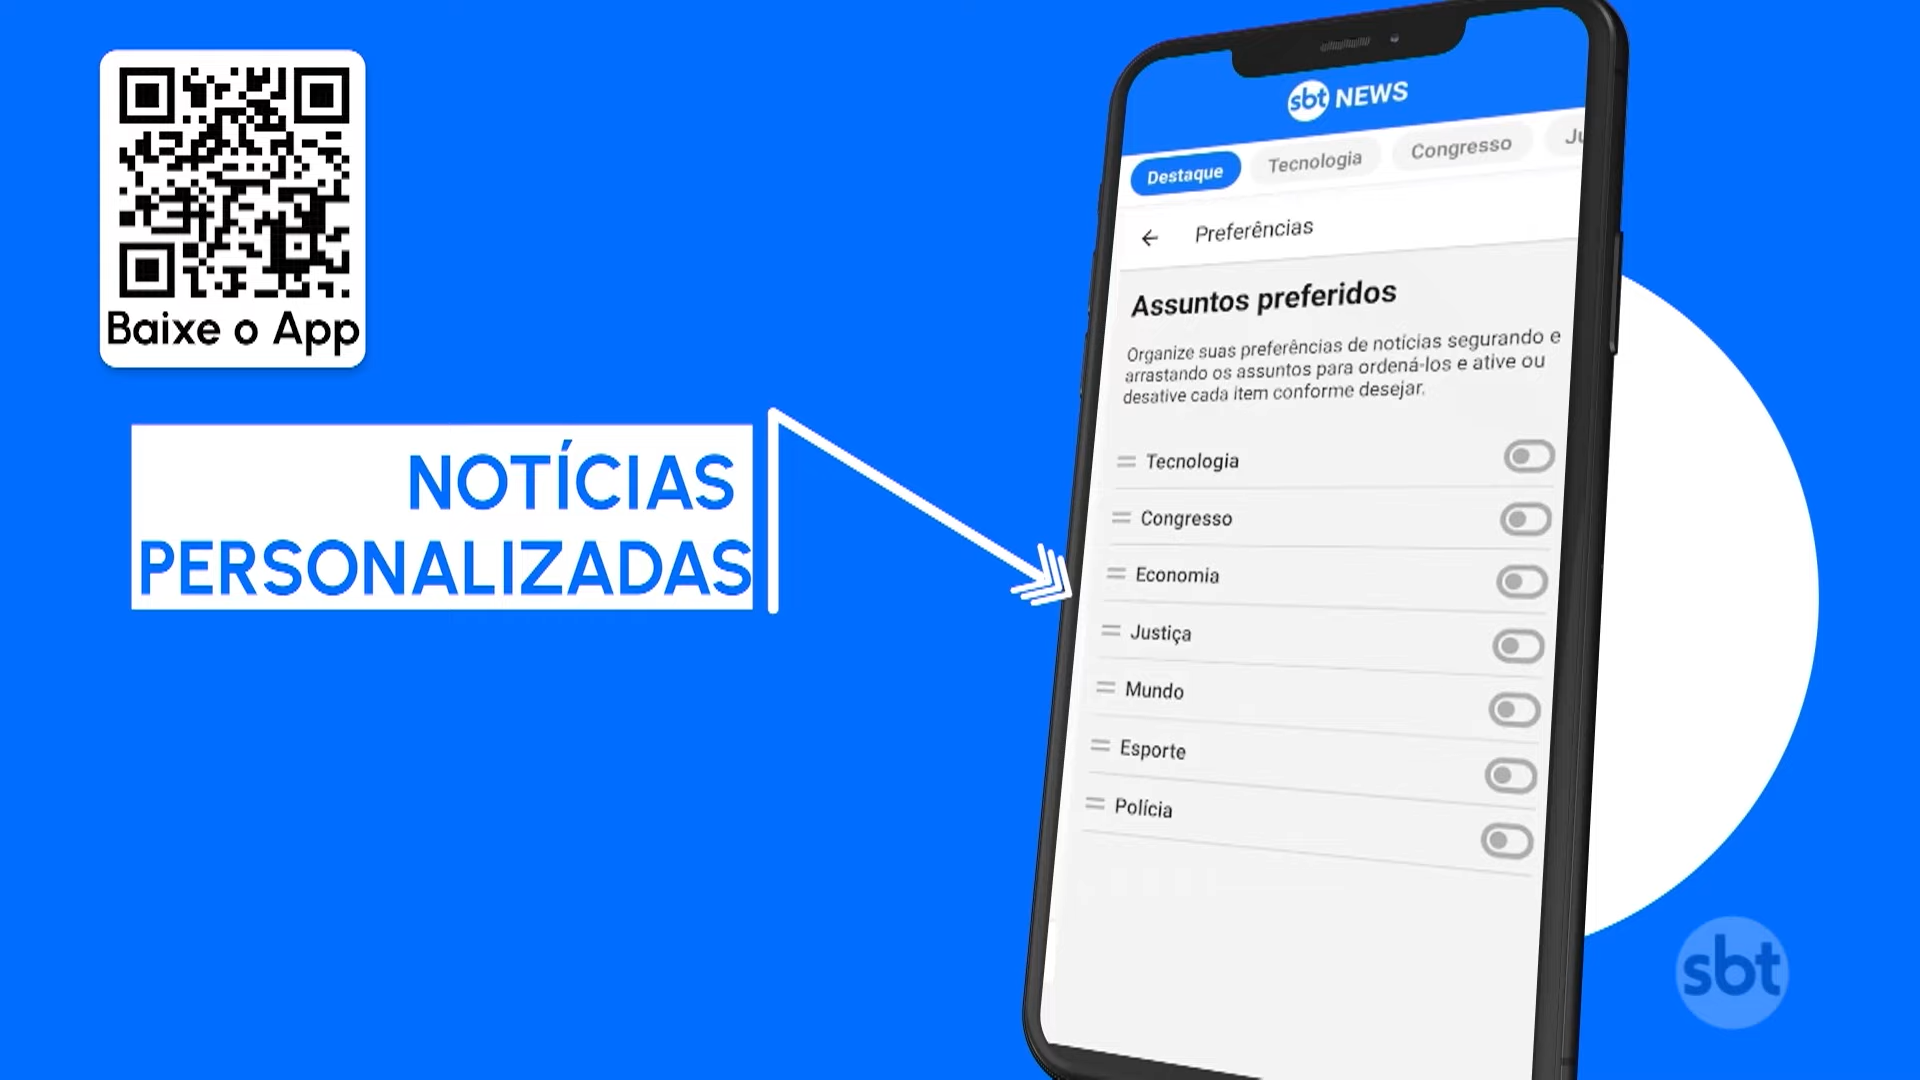 Baixe o App
NOTÍCIAS
PERSONALIZADAS
sbt NEWS
Destaque Tecnologia Congresso Ju
Preferências
Assuntos preferidos
Organize suas preferências de notícias segurando e
arrastando os assuntos para ordená-los e ative ou
desative cada item conforme desejar.
Tecnologia
Congresso
Economia
Justiça
Mundo
Esporte
Polícia
sbt